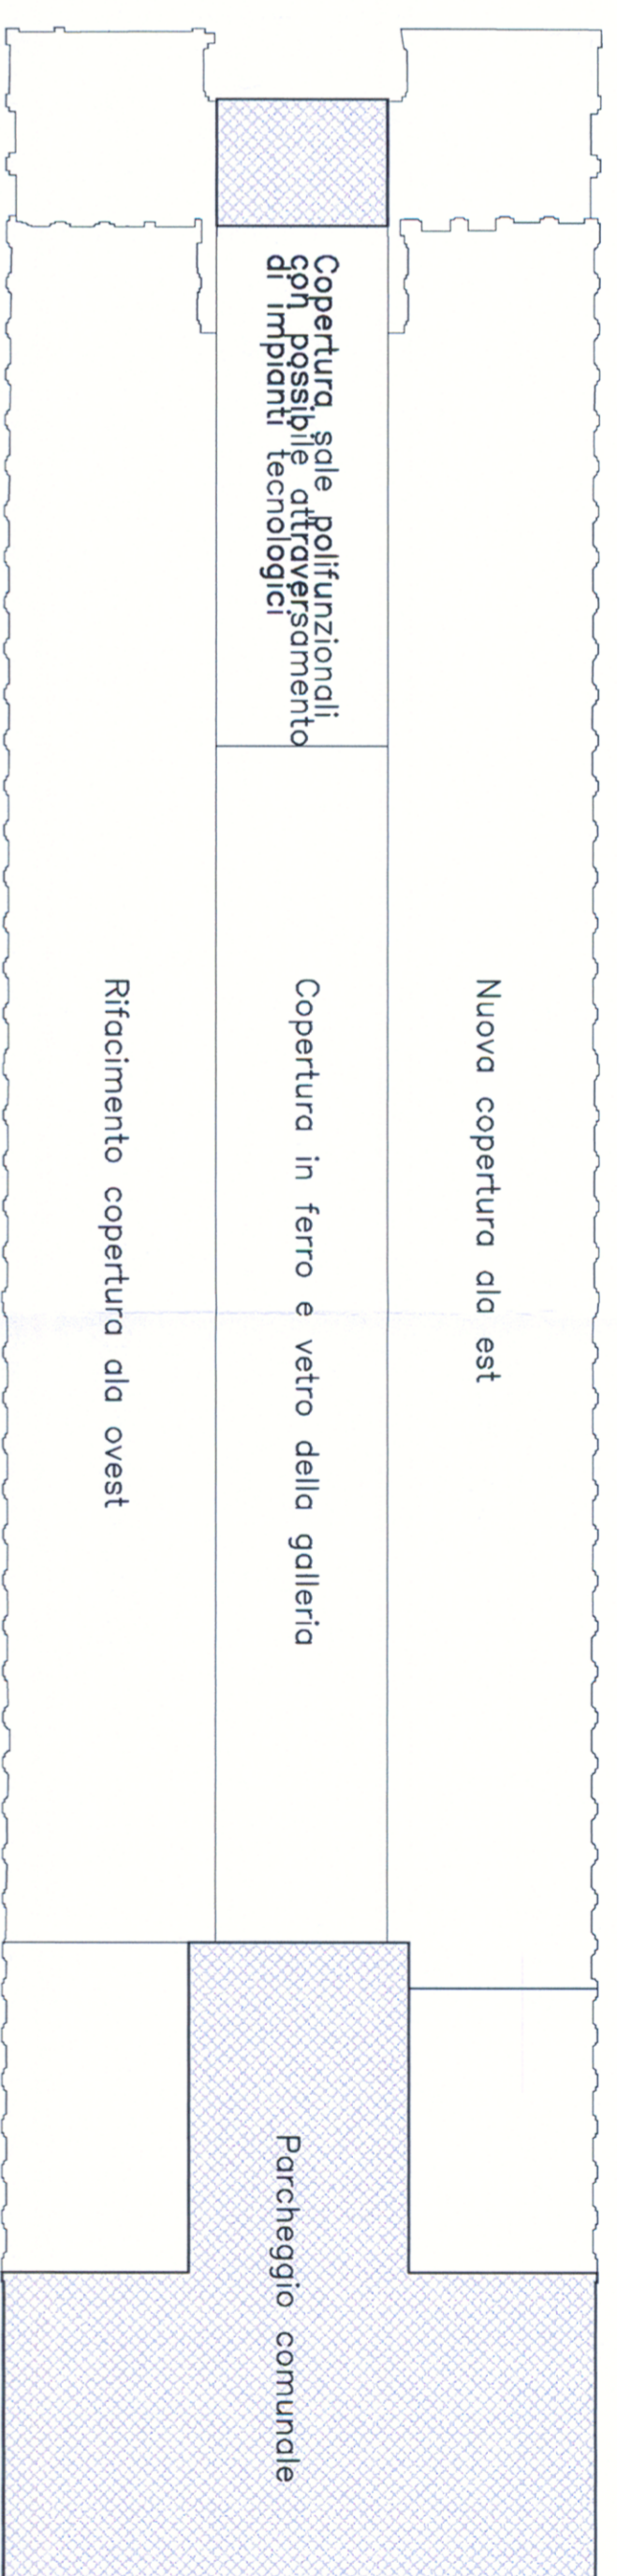 Nuova copertura ala est
Copertura sale polifunzionali
con possibile attraversamento
di impianti tecnologici
Copertura in ferro e vetro della galleria
Parcheggio comunale
Rifacimento copertura ala ovest